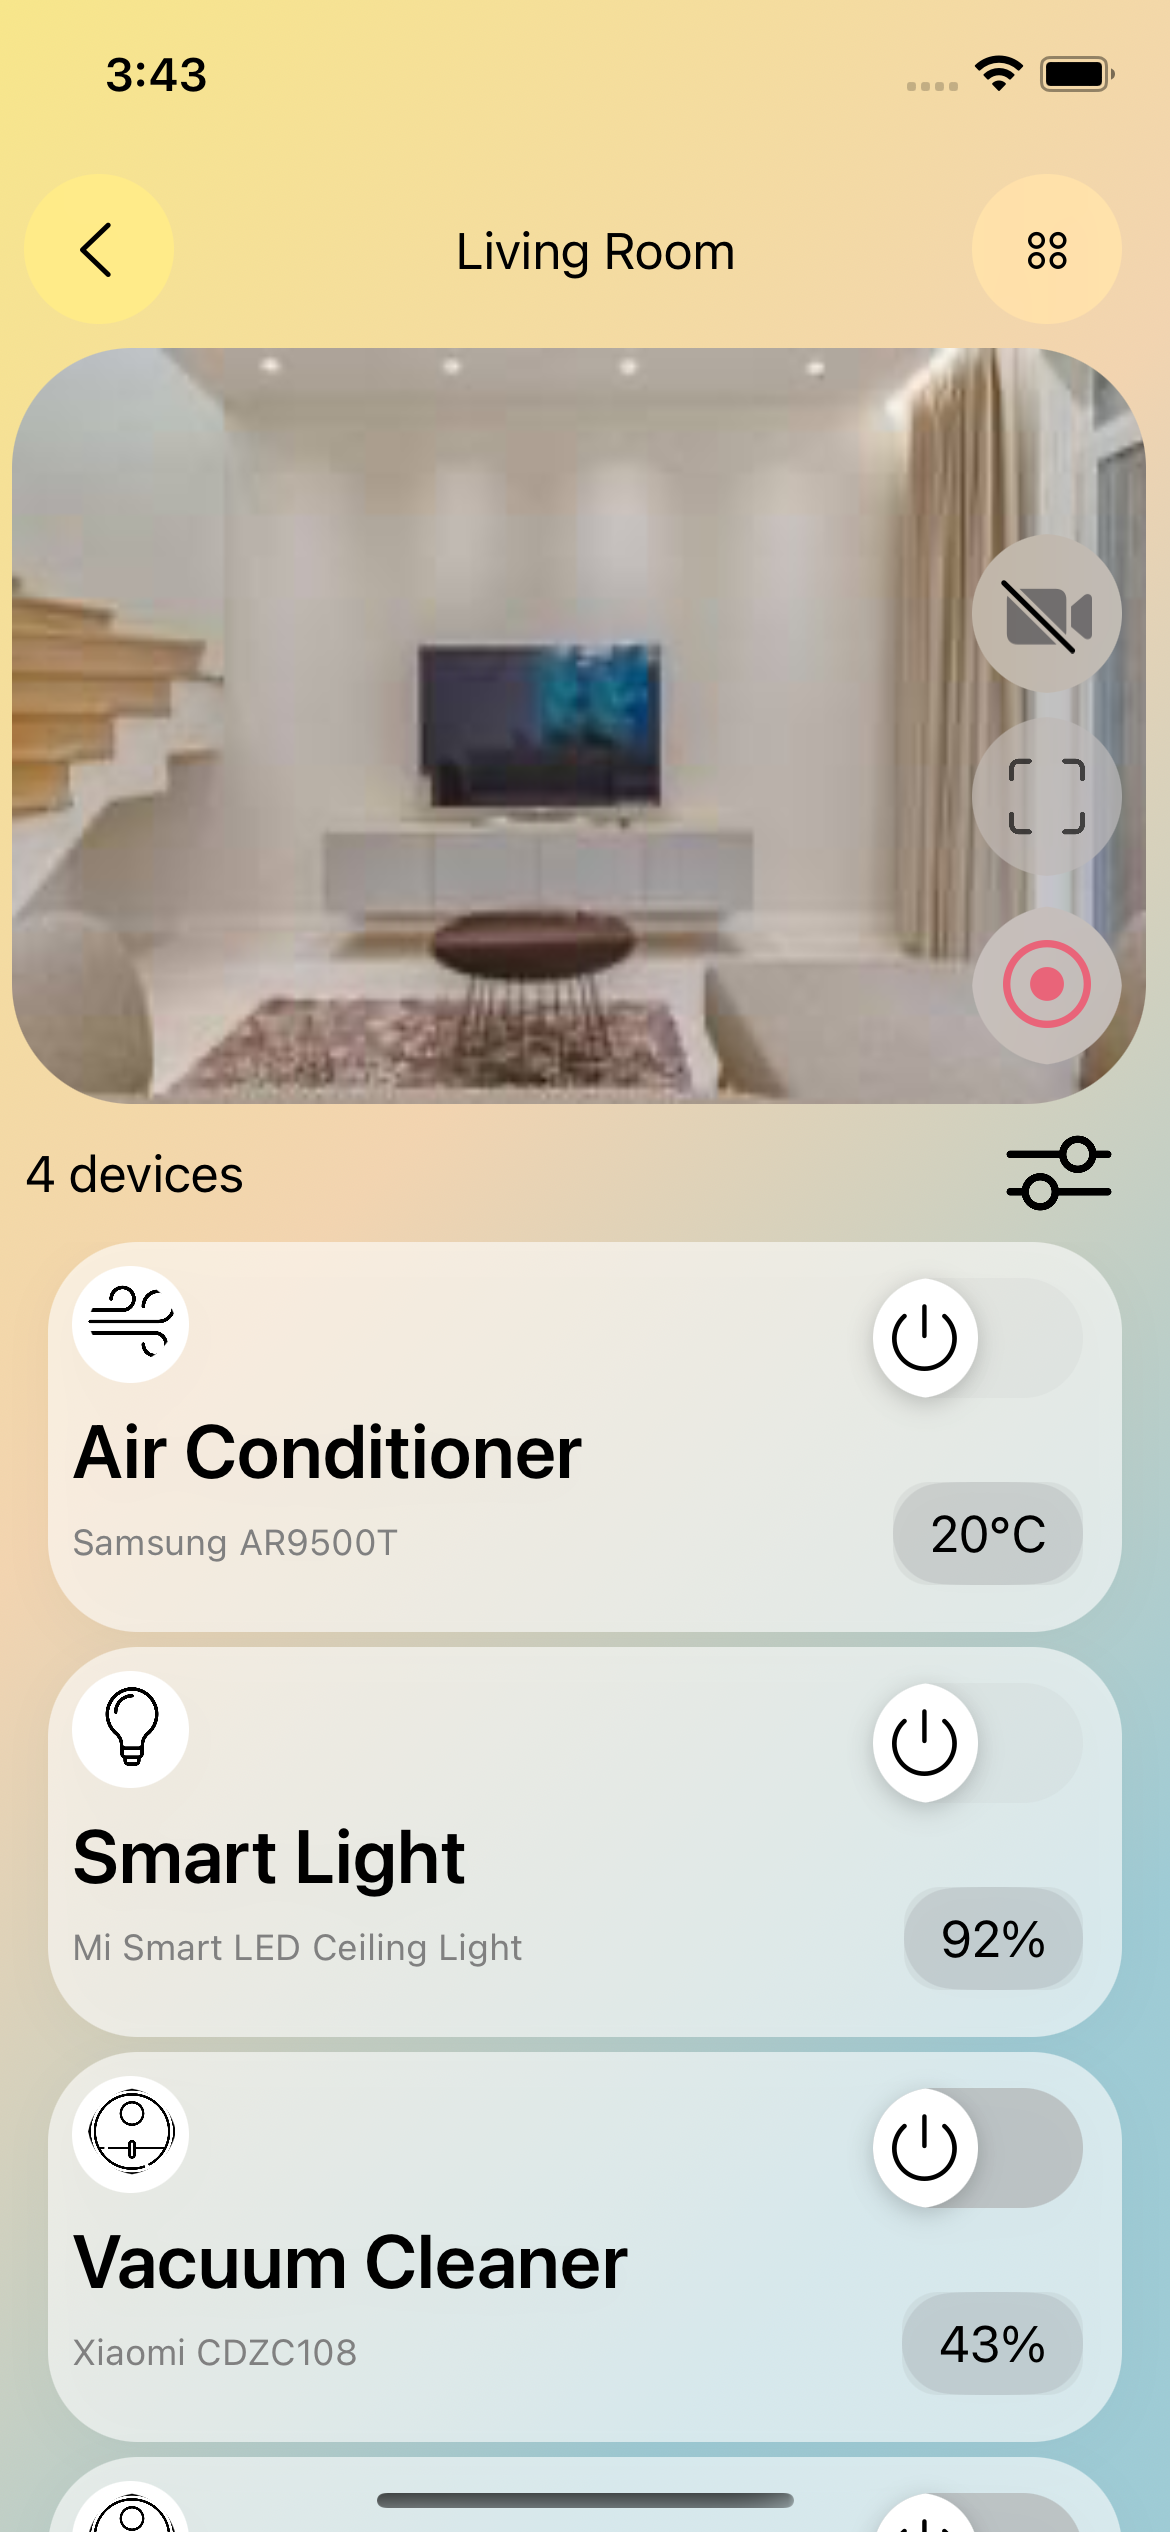 3:43
Living Room
4 devices
Air Conditioner
Samsung AR9500T
20°C
Smart Light
Mi Smart LED Ceiling Light
92%
Vacuum Cleaner
Xiaomi CDZC108
43%